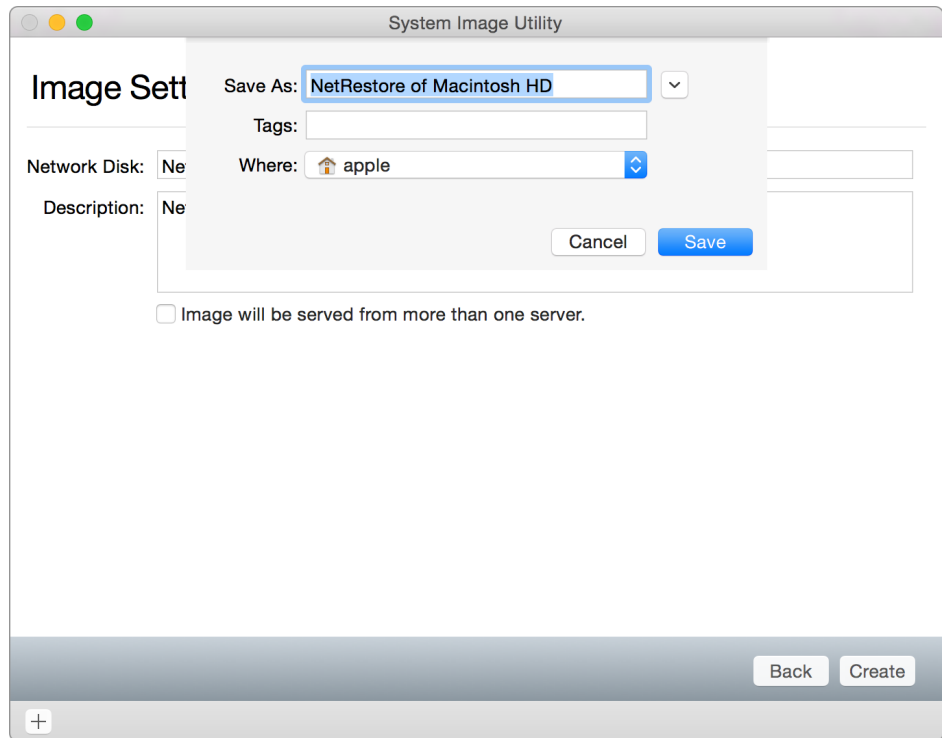 System Image Utility
Image Sett
Save As: NetRestore of Macintosh HD
Tags:
Where: apple
Network Disk: Ne
Description: Ne
Cancel Save
Image will be served from more than one server.
Back Create